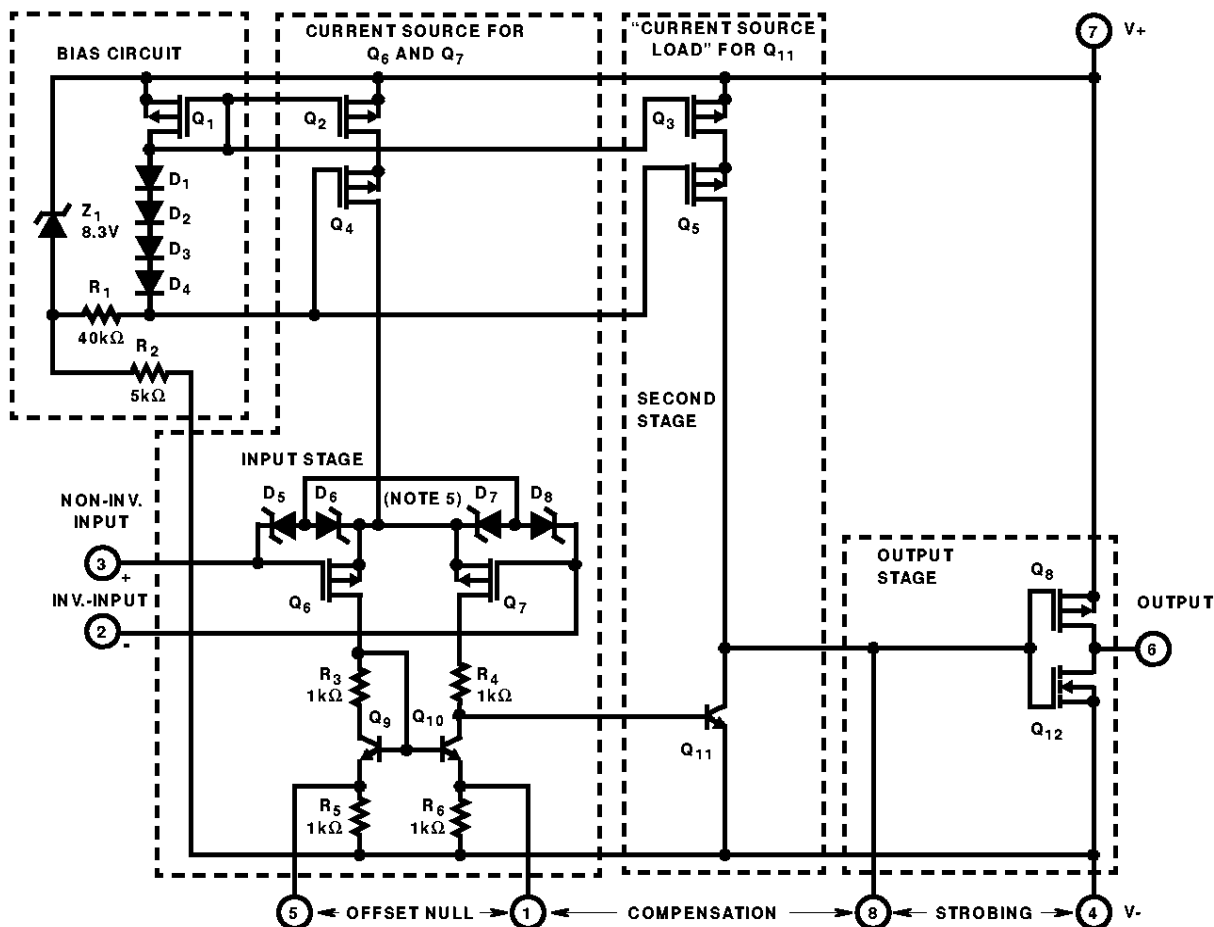 BIAS CIRCUIT
CURRENT SOURCE FOR
Q6 AND Q7
"CURRENT SOURCE
LOAD" FOR Q11
7 V+
Q1
Q2
Q3
D1
D2
D3
D4
Z1
8.3V
Q4
Q5
R1
40kΩ
R2
5kΩ
SECOND
STAGE
INPUT STAGE
D5
D6
(NOTE 5)
D7
D8
NON-INV.
INPUT
3
+
INV.-INPUT
2
-
Q6
Q7
OUTPUT
STAGE
Q8
OUTPUT
6
R3
1kΩ
R4
1kΩ
Q9
Q10
Q11
Q12
R5
1kΩ
R6
1kΩ
5 OFFSET NULL 1 COMPENSATION 8 STROBING 4 V-